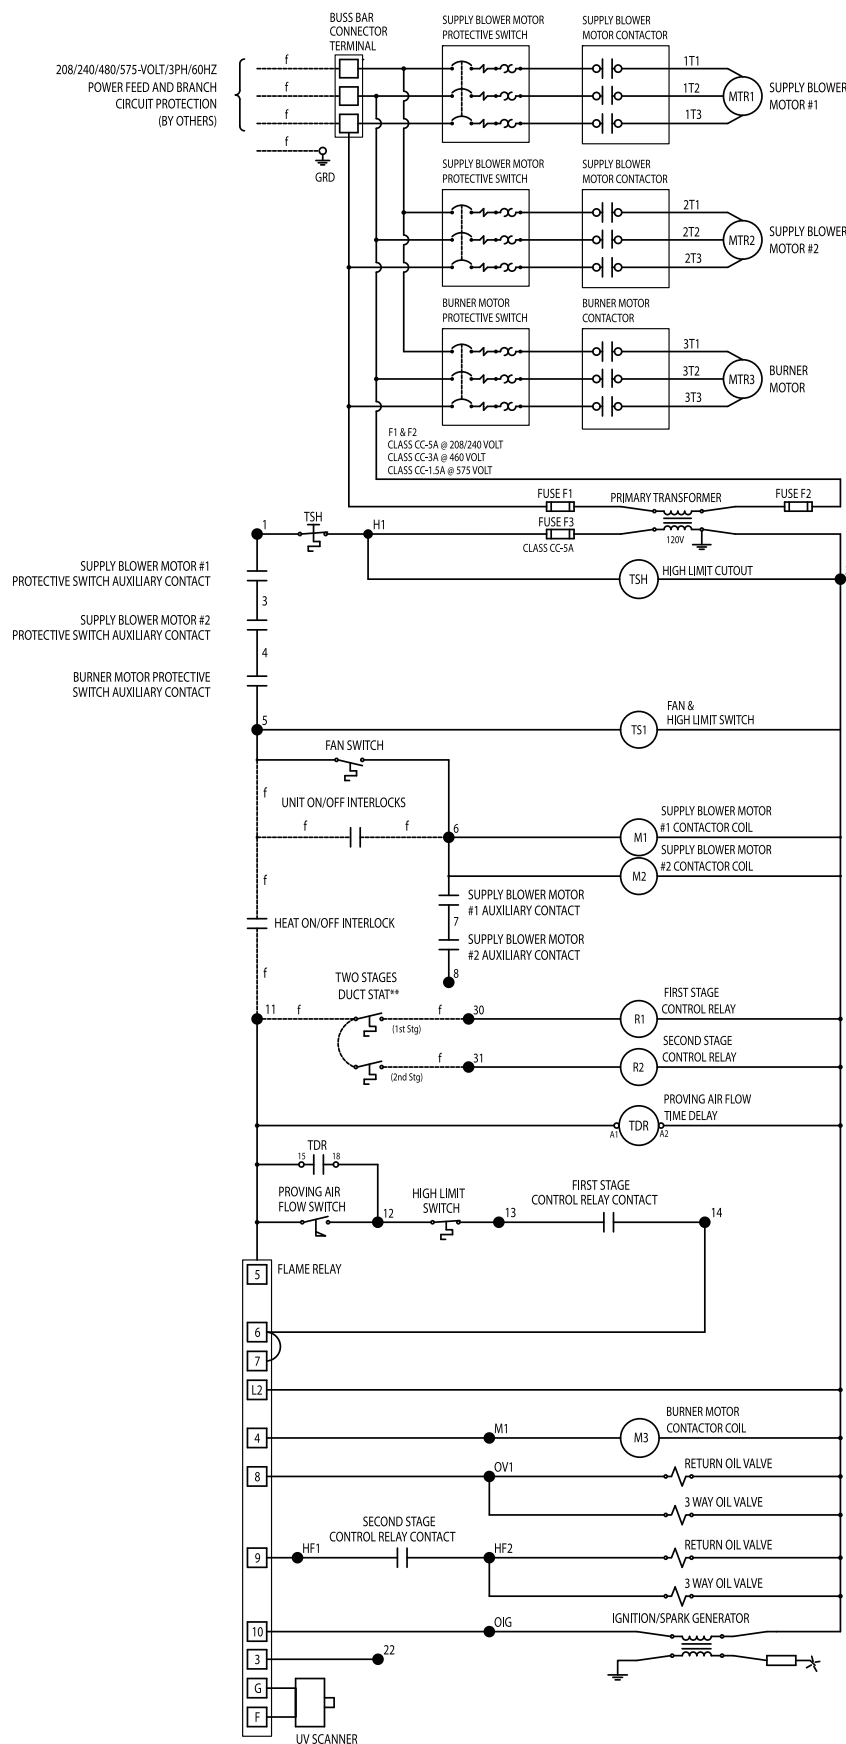 BUSS BAR
CONNECTOR
TERMINAL
SUPPLY BLOWER MOTOR
PROTECTIVE SWITCH
SUPPLY BLOWER
MOTOR CONTACTOR
208/240/480/575-VOLT/3PH/60HZ
POWER FEED AND BRANCH
CIRCUIT PROTECTION
(BY OTHERS)
f
f
f
f
GRD
1T1
1T2
1T3
MTR1
SUPPLY BLOWER
MOTOR #1
SUPPLY BLOWER MOTOR
PROTECTIVE SWITCH
SUPPLY BLOWER
MOTOR CONTACTOR
2T1
2T2
2T3
MTR2
SUPPLY BLOWER
MOTOR #2
BURNER MOTOR
PROTECTIVE SWITCH
BURNER MOTOR
CONTACTOR
3T1
3T2
3T3
MTR3
BURNER
MOTOR
F1 & F2
CLASS CC-5A @ 208/240 VOLT
CLASS CC-3A @ 460 VOLT
CLASS CC-1.5A @ 575 VOLT
FUSE F1
PRIMARY TRANSFORMER
FUSE F2
1
TSH
H1
FUSE F3
CLASS CC-5A
120V
TSH
HIGH LIMIT CUTOUT
SUPPLY BLOWER MOTOR #1
PROTECTIVE SWITCH AUXILIARY CONTACT
3
SUPPLY BLOWER MOTOR #2
PROTECTIVE SWITCH AUXILIARY CONTACT
4
BURNER MOTOR PROTECTIVE
SWITCH AUXILIARY CONTACT
5
TS1
FAN &
HIGH LIMIT SWITCH
FAN SWITCH
f
UNIT ON/OFF INTERLOCKS
f
f
6
M1
SUPPLY BLOWER MOTOR
#1 CONTACTOR COIL
M2
SUPPLY BLOWER MOTOR
#2 CONTACTOR COIL
f
SUPPLY BLOWER MOTOR
#1 AUXILIARY CONTACT
7
HEAT ON/OFF INTERLOCK
SUPPLY BLOWER MOTOR
#2 AUXILIARY CONTACT
8
f
TWO STAGES
DUCT STAT**
11
f
(1st Stg)
f
30
R1
FIRST STAGE
CONTROL RELAY
(2nd Stg)
f
31
R2
SECOND STAGE
CONTROL RELAY
A1
TDR
A2
PROVING AIR FLOW
TIME DELAY
TDR
15
18
PROVING AIR
FLOW SWITCH
12
HIGH LIMIT
SWITCH
13
FIRST STAGE
CONTROL RELAY CONTACT
14
5
FLAME RELAY
6
7
L2
4
M1
M3
BURNER MOTOR
CONTACTOR COIL
8
OV1
RETURN OIL VALVE
3 WAY OIL VALVE
9
HF1
SECOND STAGE
CONTROL RELAY CONTACT
HF2
RETURN OIL VALVE
3 WAY OIL VALVE
10
OIG
IGNITION/SPARK GENERATOR
3
22
G
F
UV SCANNER